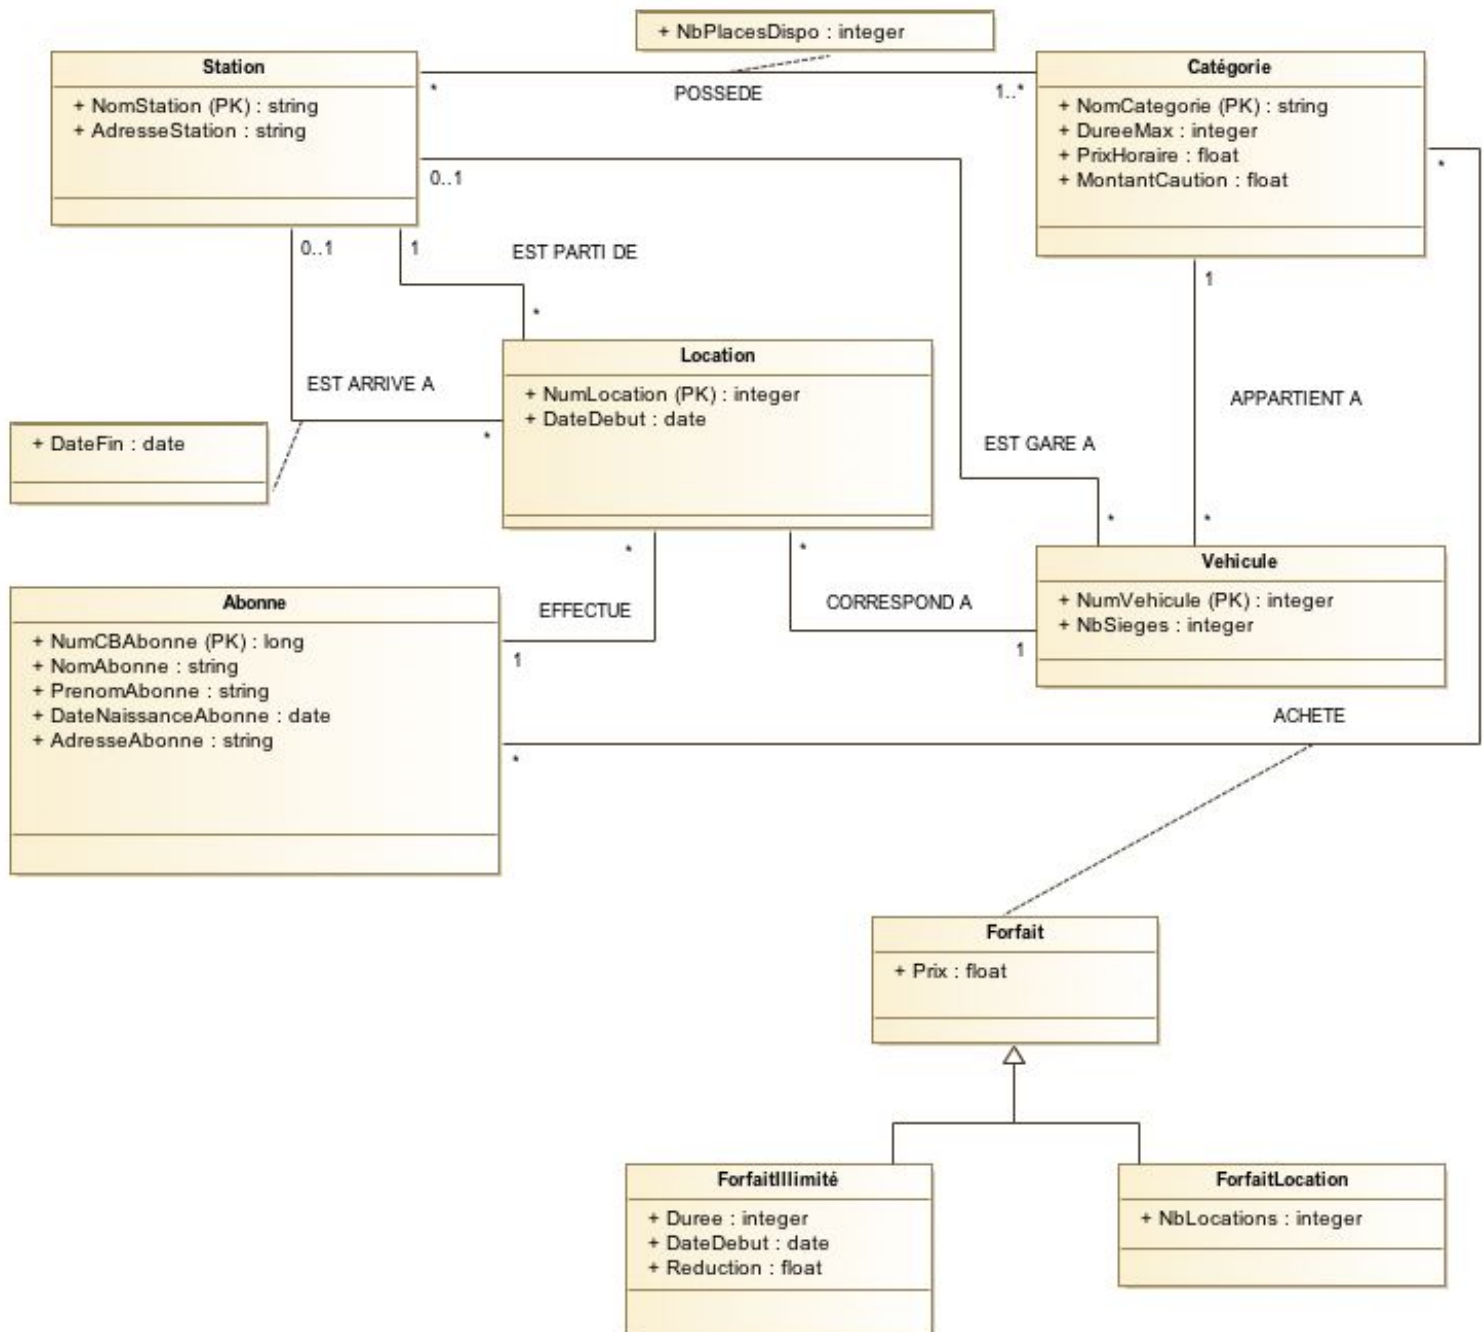 + NbPlacesDispo : integer
Station
+ NomStation (PK) : string
+ AdresseStation : string
Catégorie
+ NomCategorie (PK) : string
+ DureeMax : integer
+ PrixHoraire : float
+ MontantCaution : float
*
POSSEDE
1..*
0..1
*
0..1
1
EST PARTI DE
*
1
Location
+ NumLocation (PK) : integer
+ DateDebut : date
EST ARRIVE A
*
+ DateFin : date
APPARTIENT A
EST GARE A
*
*
*
*
Vehicule
+ NumVehicule (PK) : integer
+ NbSieges : integer
Abonne
+ NumCBAbonne (PK) : long
+ NomAbonne : string
+ PrenomAbonne : string
+ DateNaissanceAbonne : date
+ AdresseAbonne : string
EFFECTUE
CORRESPOND A
1
1
ACHETE
*
Forfait
+ Prix : float
ForfaitIllimité
+ Duree : integer
+ DateDebut : date
+ Reduction : float
ForfaitLocation
+ NbLocations : integer